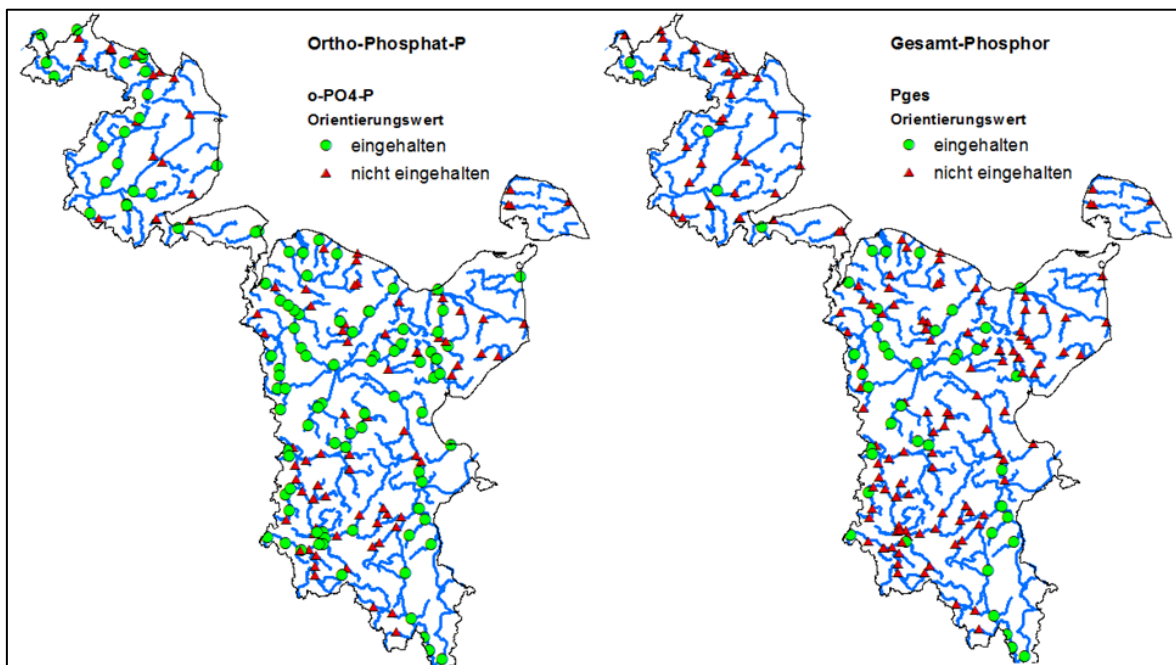 Ortho-Phosphat-P
o-PO4-P
Orientierungswert
eingehalten
nicht eingehalten
Gesamt-Phosphor
Pges
Orientierungswert
eingehalten
nicht eingehalten